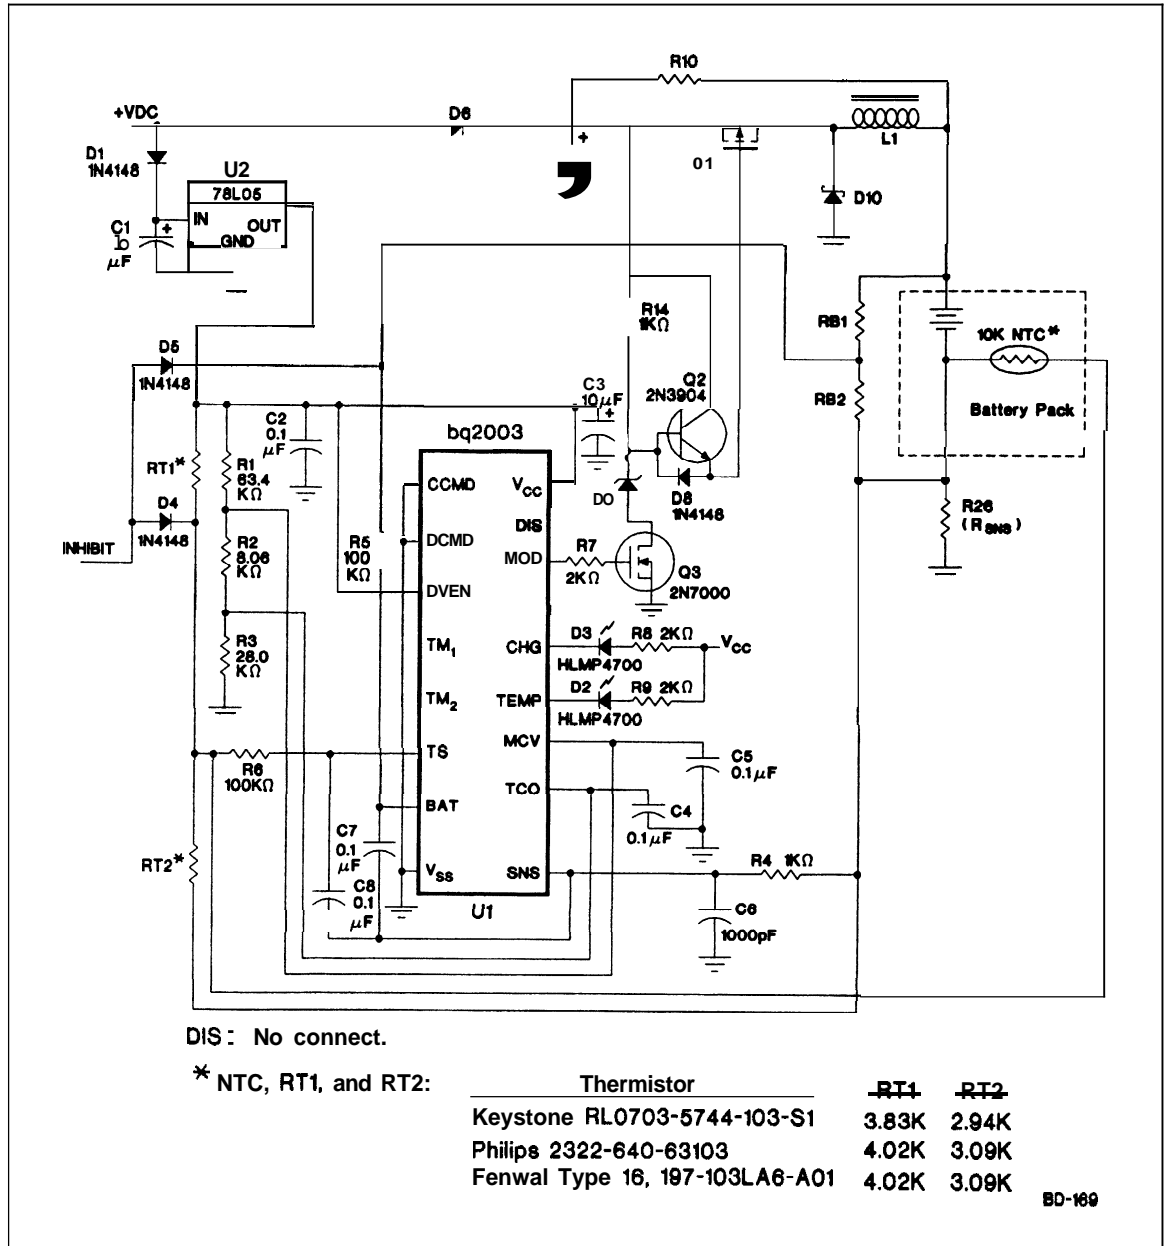 R10
+VDC
D6
+
D1
1N4148
U2
78L05
IN
OUT
GND
L1
O1
D10
C1
+
μF
R14
1KΩ
RB1
10K NTC*
D5
1N4148
C3
10μF
+
Q2
2N3904
RB2
Battery Pack
C2
0.1
μF
bq2003
RT1*
R1
63.4
KΩ
CCMD
VCC
D8
1N4148
DO
R26
(RSNS)
D4
1N4148
INHIBIT
R2
8.06
KΩ
R5
100
KΩ
DCMD
DIS
MOD
R7
2KΩ
Q3
2N7000
DVEN
R3
28.0
KΩ
TM1
CHG
D3
HLMP4700
R8 2KΩ
VCC
TM2
TEMP
D2
HLMP4700
R9 2KΩ
R6
100KΩ
TS
MCV
C5
0.1μF
TCO
C4
0.1μF
BAT
C7
0.1
μF
RT2*
C8
0.1
μF
VSS
SNS
R4 1KΩ
U1
C6
1000pF
DIS: No connect.
* NTC, RT1, and RT2:
Thermistor RT1 RT2
Keystone RL0703-5744-103-S1 3.83K 2.94K
Philips 2322-640-63103 4.02K 3.09K
Fenwal Type 16, 197-103LA6-A01 4.02K 3.09K
BD-169